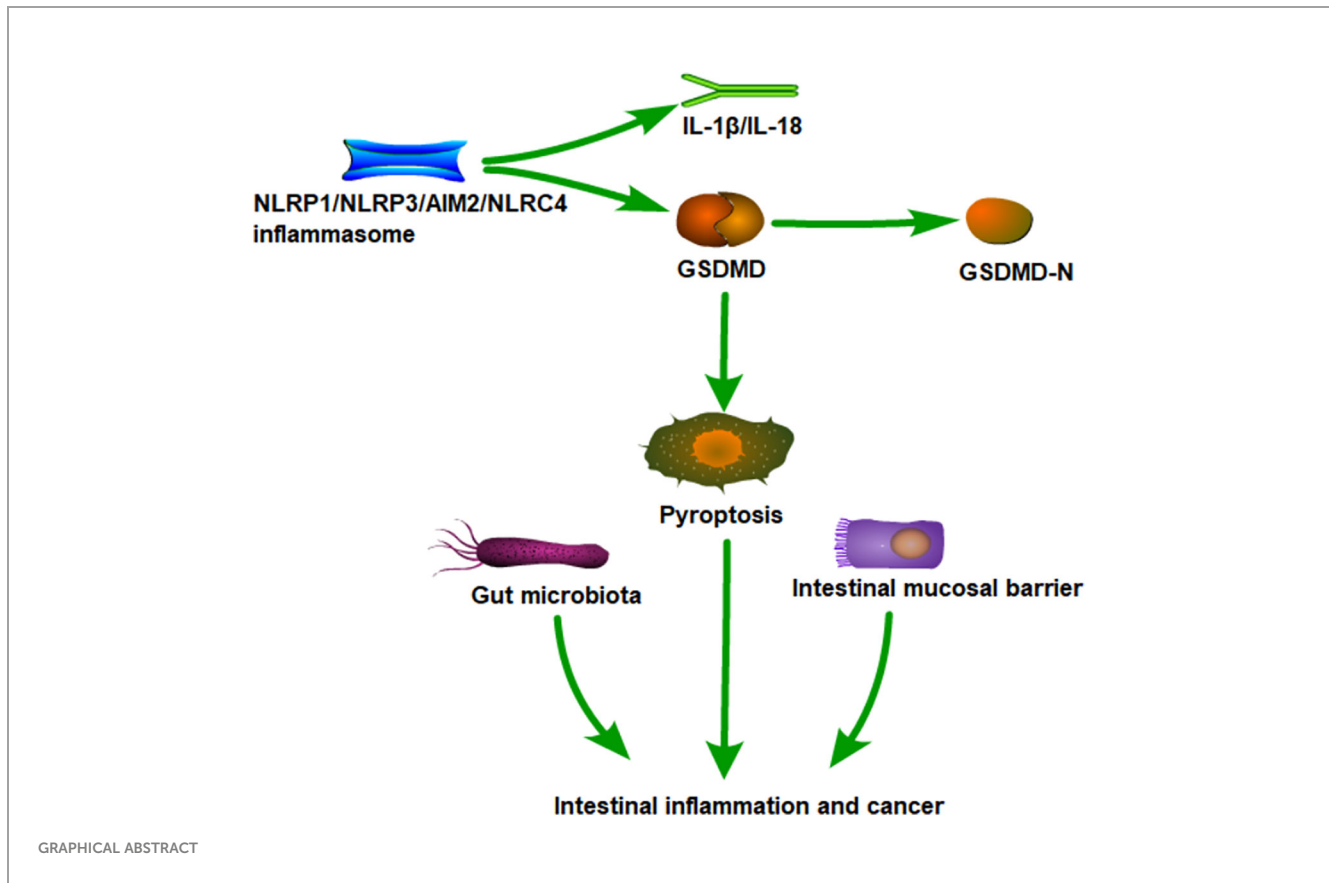 IL-1β/IL-18
NLRP1/NLRP3/AIM2/NLRC4
inflammasome
GSDMD
GSDMD-N
Pyroptosis
Gut microbiota
Intestinal mucosal barrier
Intestinal inflammation and cancer
GRAPHICAL ABSTRACT